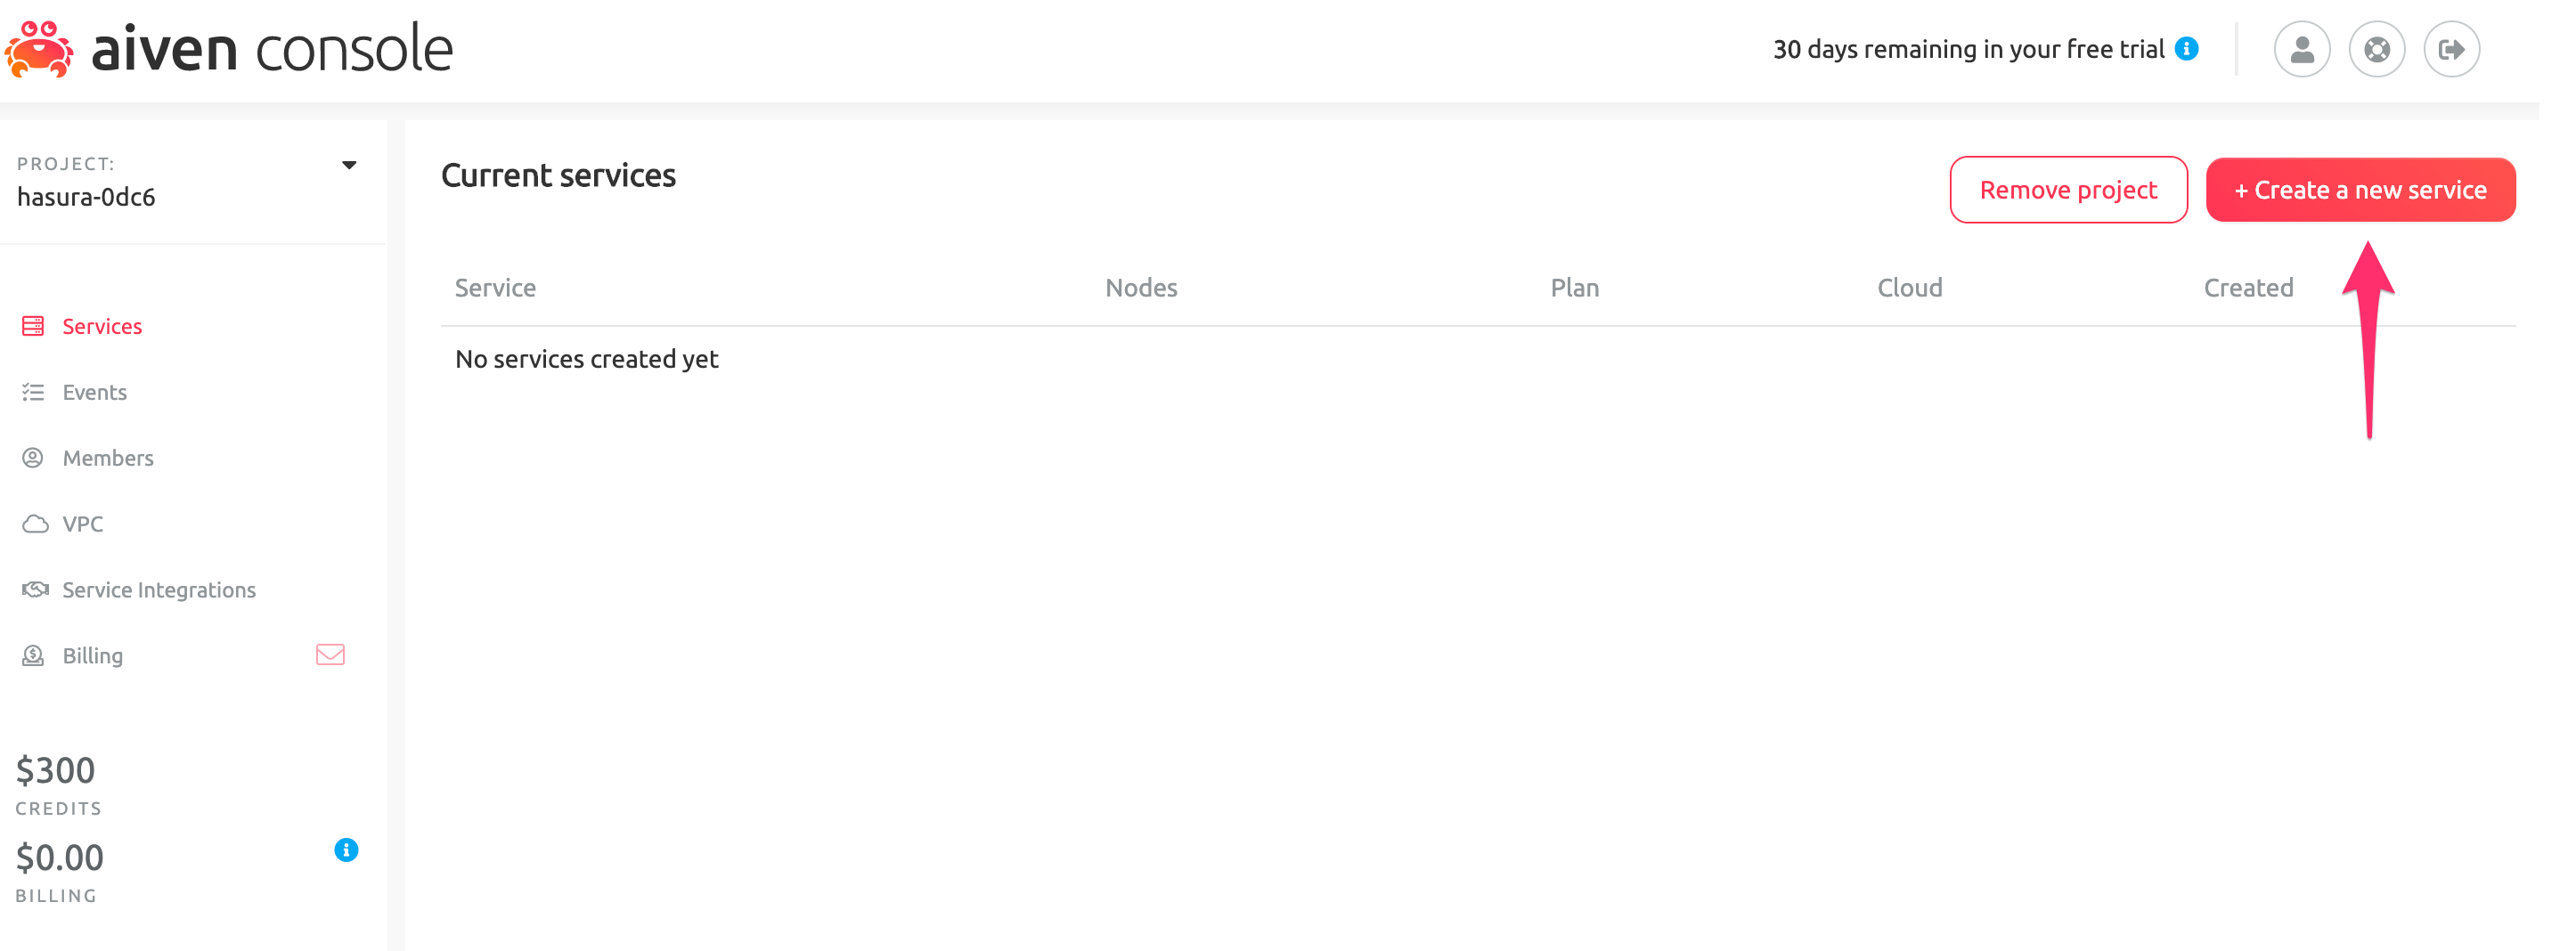 aiven console
30 days remaining in your free trial
PROJECT:
hasura-0dc6
Services
Events
Members
VPC
Service Integrations
Billing
$300
CREDITS
$0.00
BILLING
Current services
Remove project
+ Create a new service
Service Nodes Plan Cloud Created
No services created yet